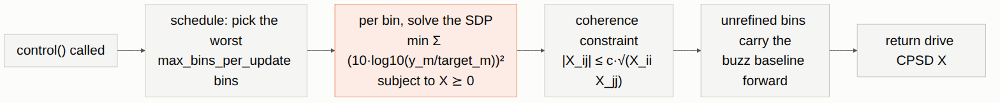 control() called
schedule: pick the
worst
max_bins_per_update
bins
per bin, solve the SDP
min Σ
(10·log10(y_m/target_m))²
subject to X ⪰ 0
coherence
constraint
|X_ij| ≤ c·√(X_ii
X_jj)
unrefined bins
carry the
buzz baseline
forward
return drive
CPSD X